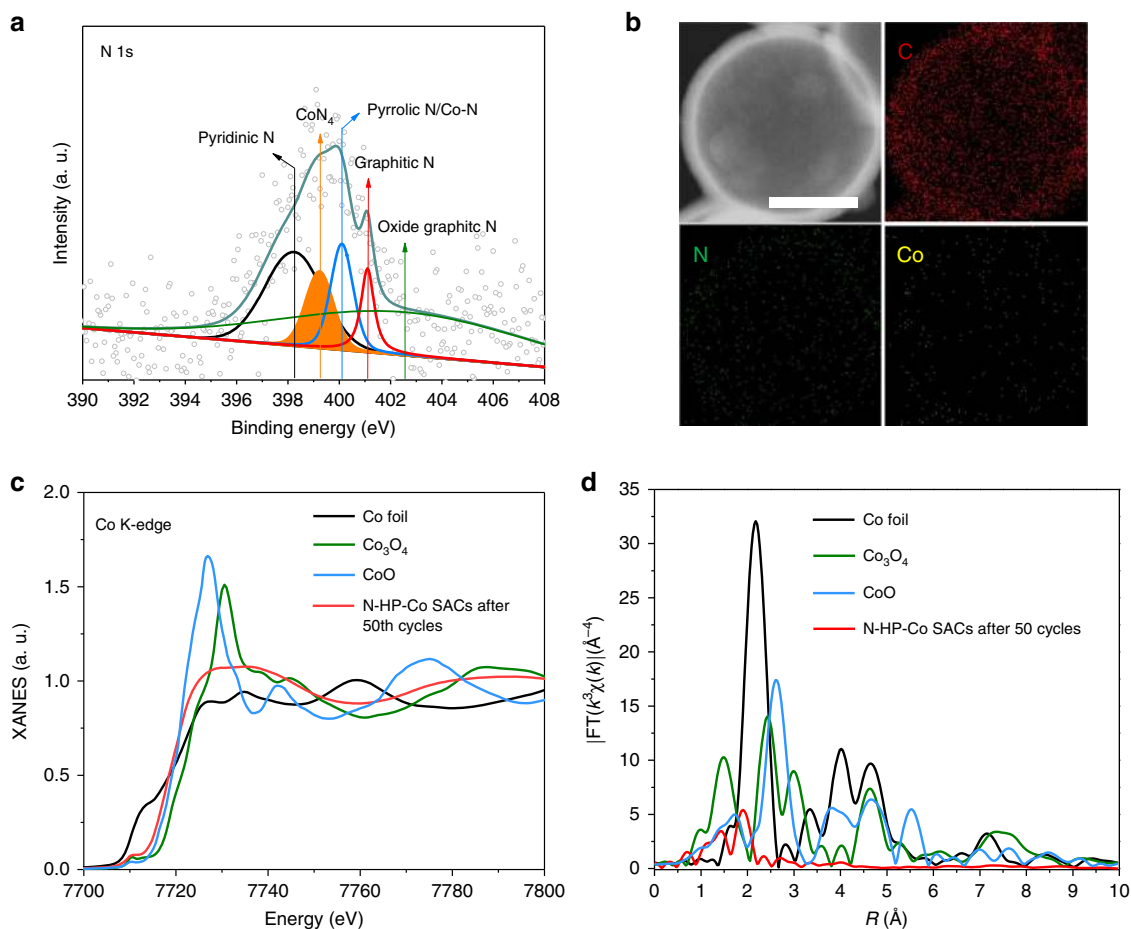 a
N 1s
CoN₄
Pyrrolic N/Co-N
Pyridinic N
Graphitic N
Oxide graphitc N
Intensity (a. u.)
390 392 394 396 398 400 402 404 406 408
Binding energy (eV)
b
C
N
Co
c
2.0
1.5
1.0
0.5
0.0
XANES (a. u.)
Co K-edge
Co foil
Co₃O₄
CoO
N-HP-Co SACs after
50th cycles
7700 7720 7740 7760 7780 7800
Energy (eV)
d
35
30
25
20
15
10
5
0
|FT(k³χ(k)|(Å⁻⁴)
Co foil
Co₃O₄
CoO
N-HP-Co SACs after 50 cycles
0 1 2 3 4 5 6 7 8 9 10
R (Å)